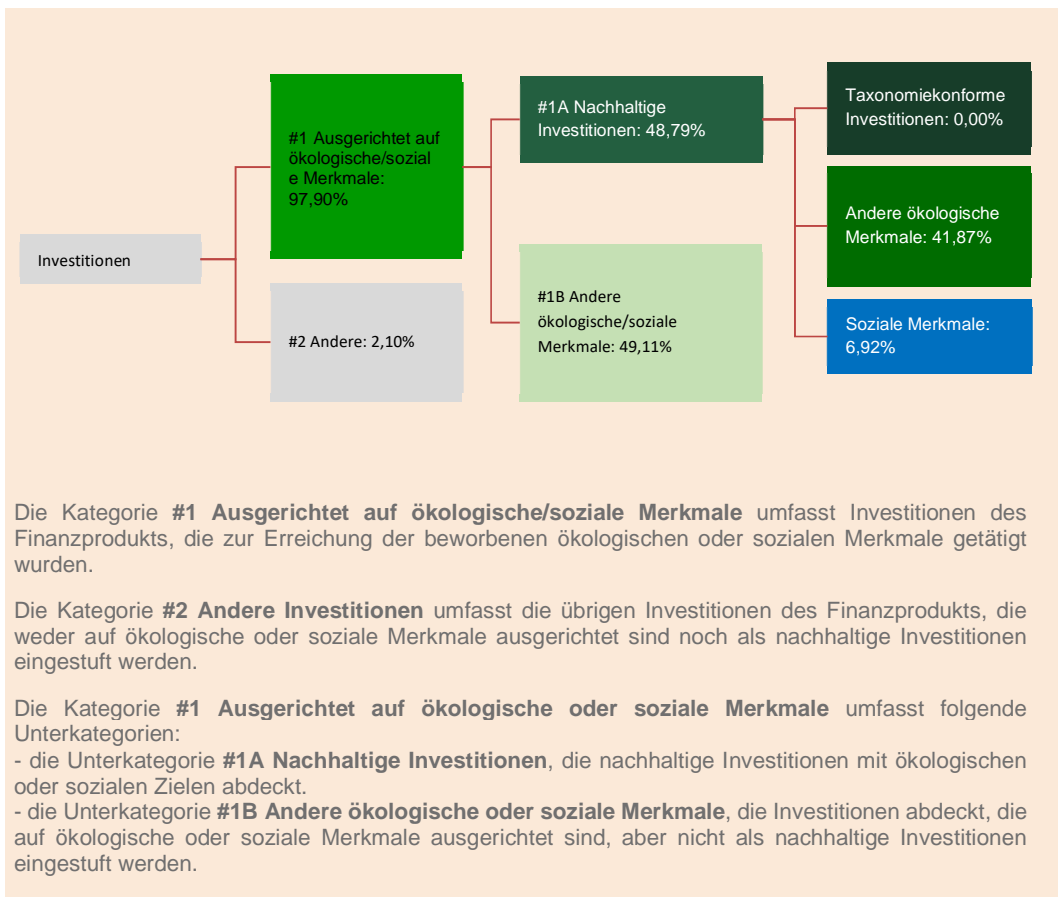 #1 Ausgerichtet auf
ökologische/sozial
e Merkmale:
97,90%
#1A Nachhaltige
Investitionen: 48,79%
Taxonomiekonforme
Investitionen: 0,00%
Andere ökologische
Merkmale: 41,87%
Investitionen
#2 Andere: 2,10%
#1B Andere
ökologische/soziale
Merkmale: 49,11%
Soziale Merkmale:
6,92%
Die Kategorie #1 Ausgerichtet auf ökologische/soziale Merkmale umfasst Investitionen des
Finanzprodukts, die zur Erreichung der beworbenen ökologischen oder sozialen Merkmale getätigt
wurden.
Die Kategorie #2 Andere Investitionen umfasst die übrigen Investitionen des Finanzprodukts, die
weder auf ökologische oder soziale Merkmale ausgerichtet sind noch als nachhaltige Investitionen
eingestuft werden.
Die Kategorie #1 Ausgerichtet auf ökologische oder soziale Merkmale umfasst folgende
Unterkategorien:
- die Unterkategorie #1A Nachhaltige Investitionen, die nachhaltige Investitionen mit ökologischen
oder sozialen Zielen abdeckt.
- die Unterkategorie #1B Andere ökologische oder soziale Merkmale, die Investitionen abdeckt, die
auf ökologische oder soziale Merkmale ausgerichtet sind, aber nicht als nachhaltige Investitionen
eingestuft werden.